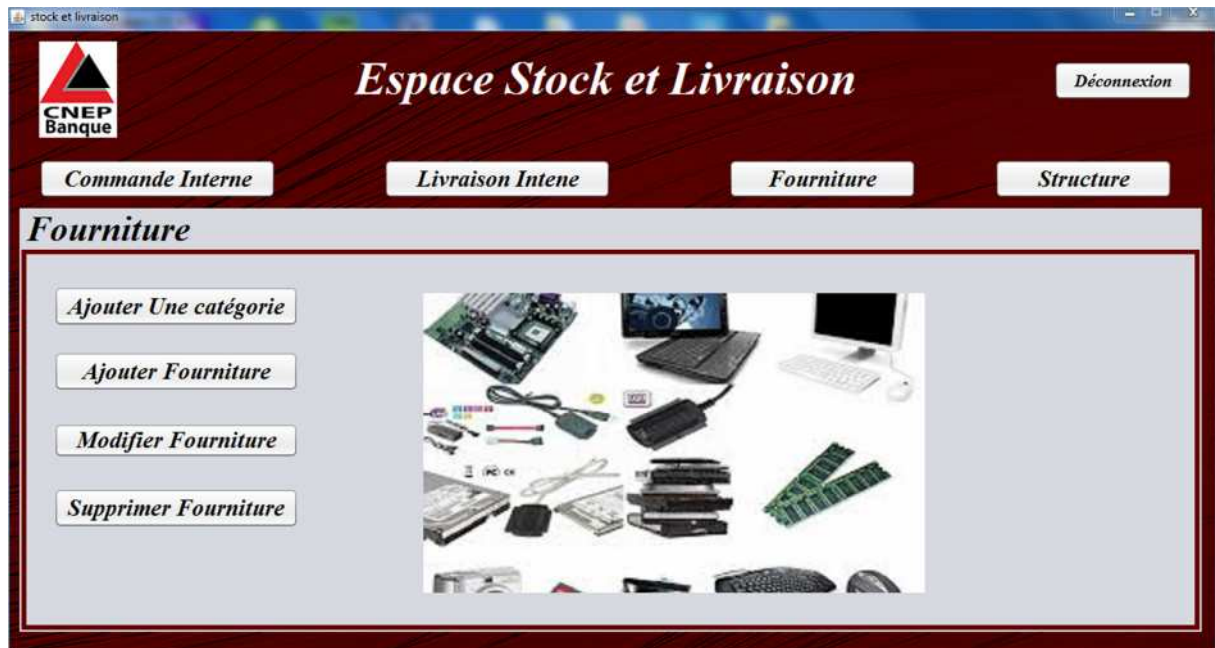 stock et livraison
Espace Stock et Livraison
Déconnexion
CNEP
Banque
Commande Interne
Livraison Intene
Fourniture
Structure
Fourniture
Ajouter Une catégorie
Ajouter Fourniture
Modifier Fourniture
Supprimer Fourniture